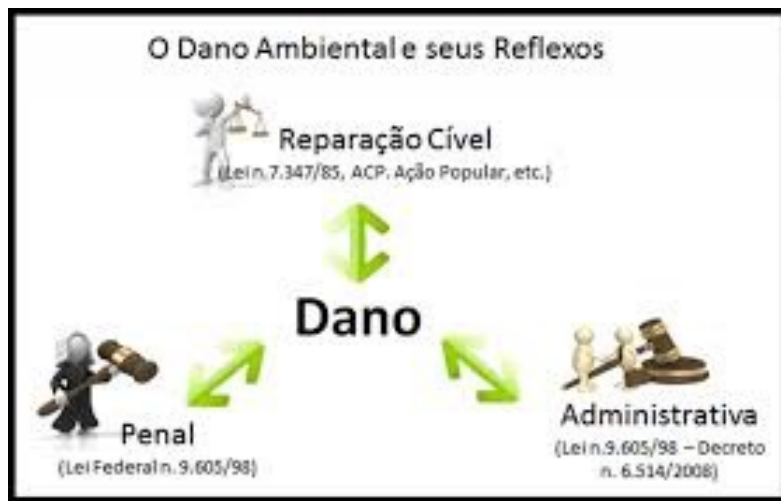 O Dano Ambiental e seus Reflexos
Reparação Cível
(Lei n.7.347/85, ACP. Ação Popular, etc.)
Dano
Penal
(Lei Federal n. 9.605/98)
Administrativa
(Lei n.9.605/98 – Decreto
n. 6.514/2008)